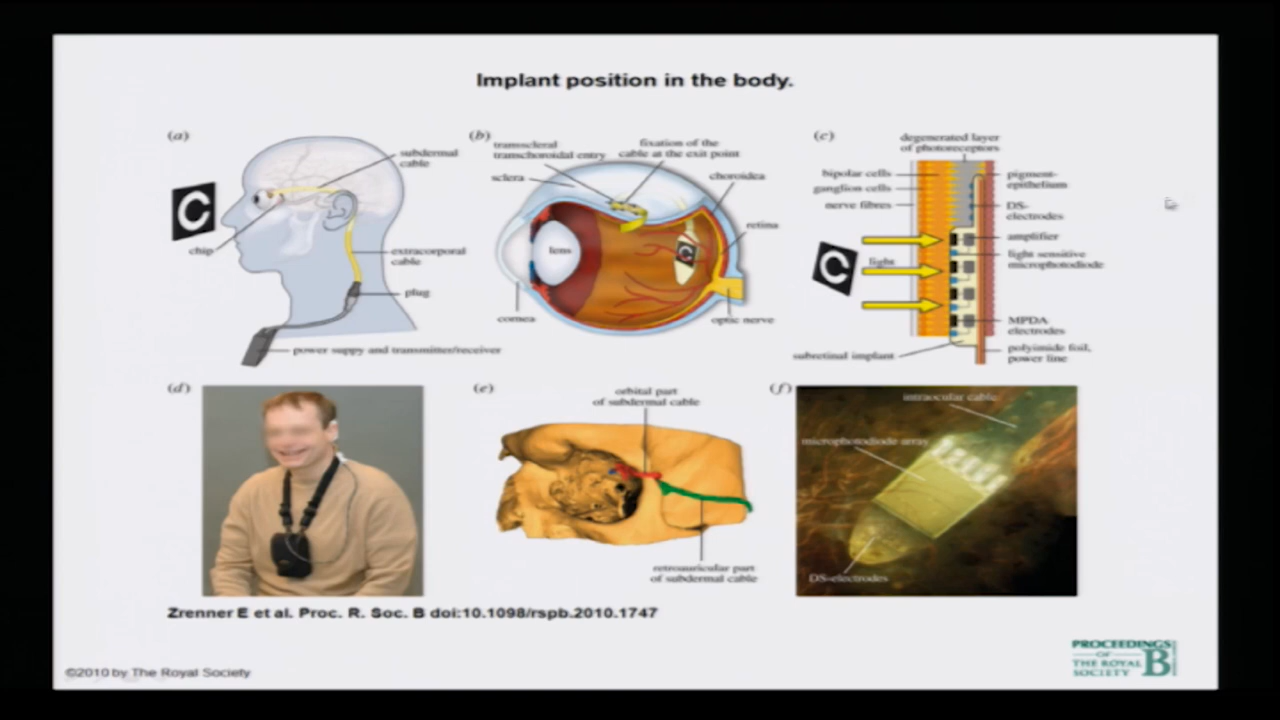 Implant position in the body.
(a)
subdermal
cable
C
chip
extracorporal
cable
plug
power suppy and transmitter/receiver
(b)
transscleral
transchoroidal entry
fixation of the
cable at the exit point
sclera
choroidea
retina
lens
C
cornea
optic nerve
(c)
degenerated layer
of photoreceptors
bipolar cells
ganglion cells
nerve fibres
pigment-
epithelium
DS-
electrodes
amplifier
light sensitive
microphotodiode
C
light
MPDA
electrodes
polyimide foil,
power line
subretinal implant
(d)
(e)
orbital part
of subdermal cable
retroauricular part
of subdermal cable
(f)
intraocular cable
microphotodiode array
DS-electrodes
Zrenner E et al. Proc. R. Soc. B doi:10.1098/rspb.2010.1747
©2010 by The Royal Society
PROCEEDINGS
OF
THE ROYAL
SOCIETY
B